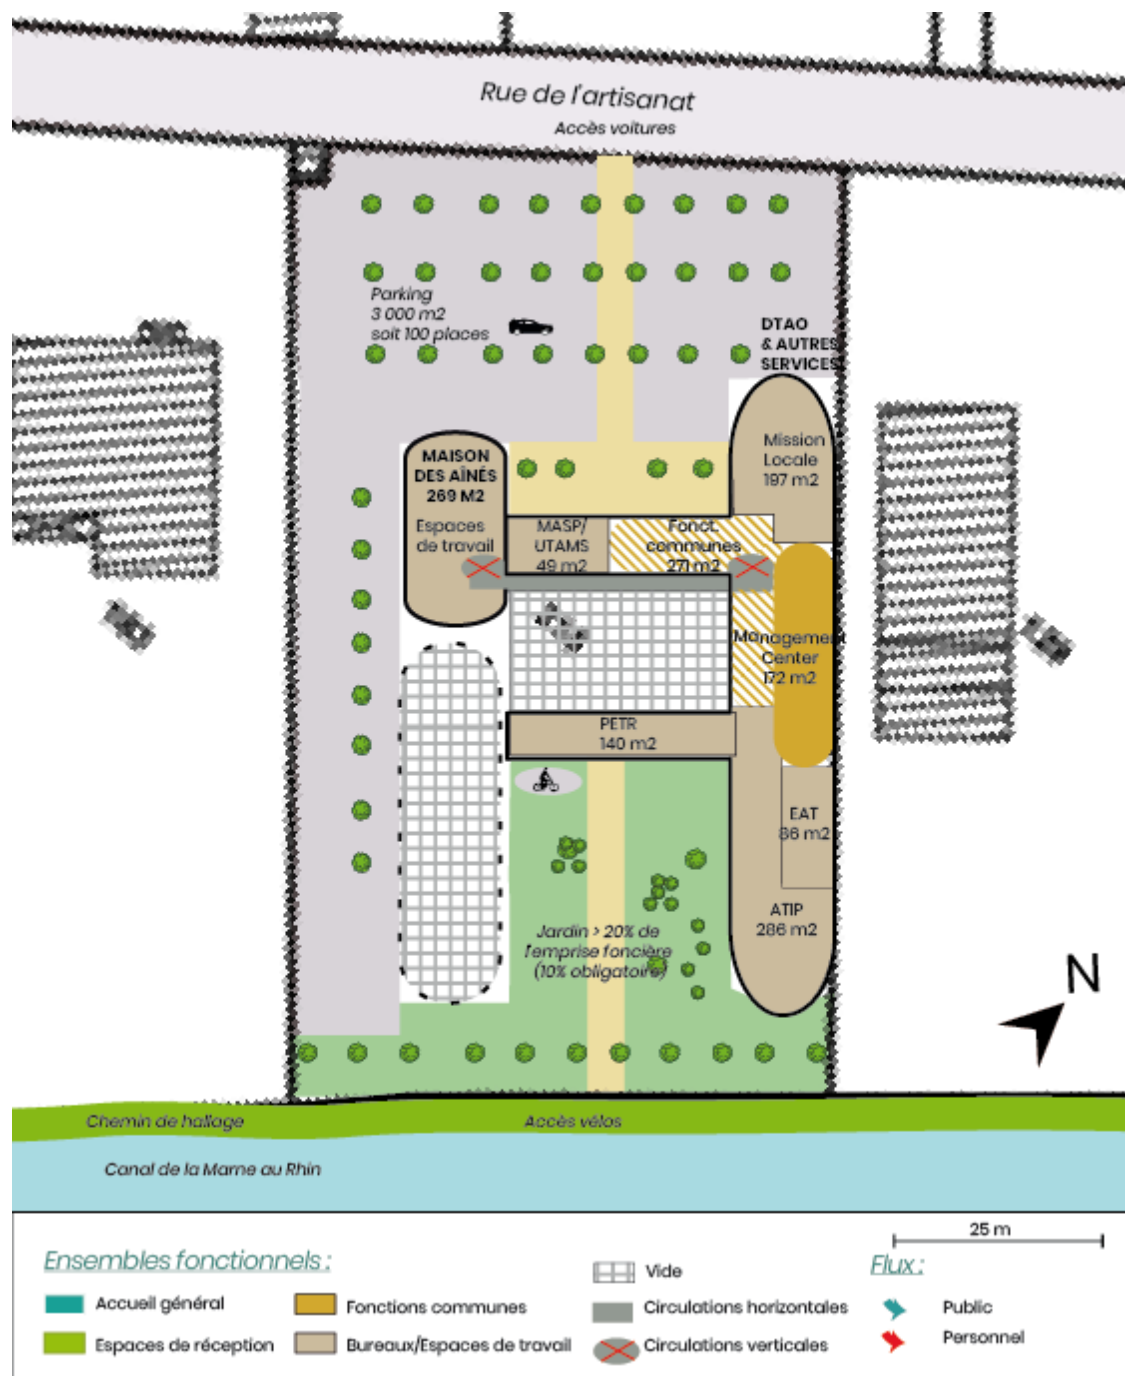 Rue de l'artisanat
Accès voitures
Parking
3 000 m2
soit 100 places
DTAO
& AUTRES
SERVICES
Mission
Locale
197 m2
MAISON
DES AÎNÉS
269 M2
Espaces
de travail
MASP/
UTAMS
49 m2
Fonct.
communes
271 m2
Management
Center
172 m2
PETR
140 m2
EAT
86 m2
ATIP
286 m2
Jardin > 20% de
l'emprise foncière
(10% obligatoire)
N
Chemin de hallage
Accès vélos
Canal de la Marne au Rhin
25 m
Ensembles fonctionnels :
Accueil général
Espaces de réception
Fonctions communes
Bureaux/Espaces de travail
Vide
Circulations horizontales
Circulations verticales
Flux :
Public
Personnel